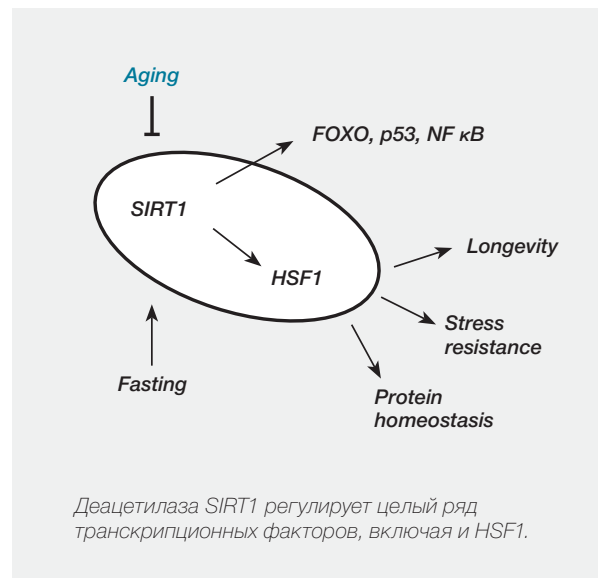 Aging
FOXO, p53, NF κB
SIRT1
HSF1
Longevity
Stress
resistance
Fasting
Protein
homeostasis
Деацетилаза SIRT1 регулирует целый ряд
транскрипционных факторов, включая и HSF1.